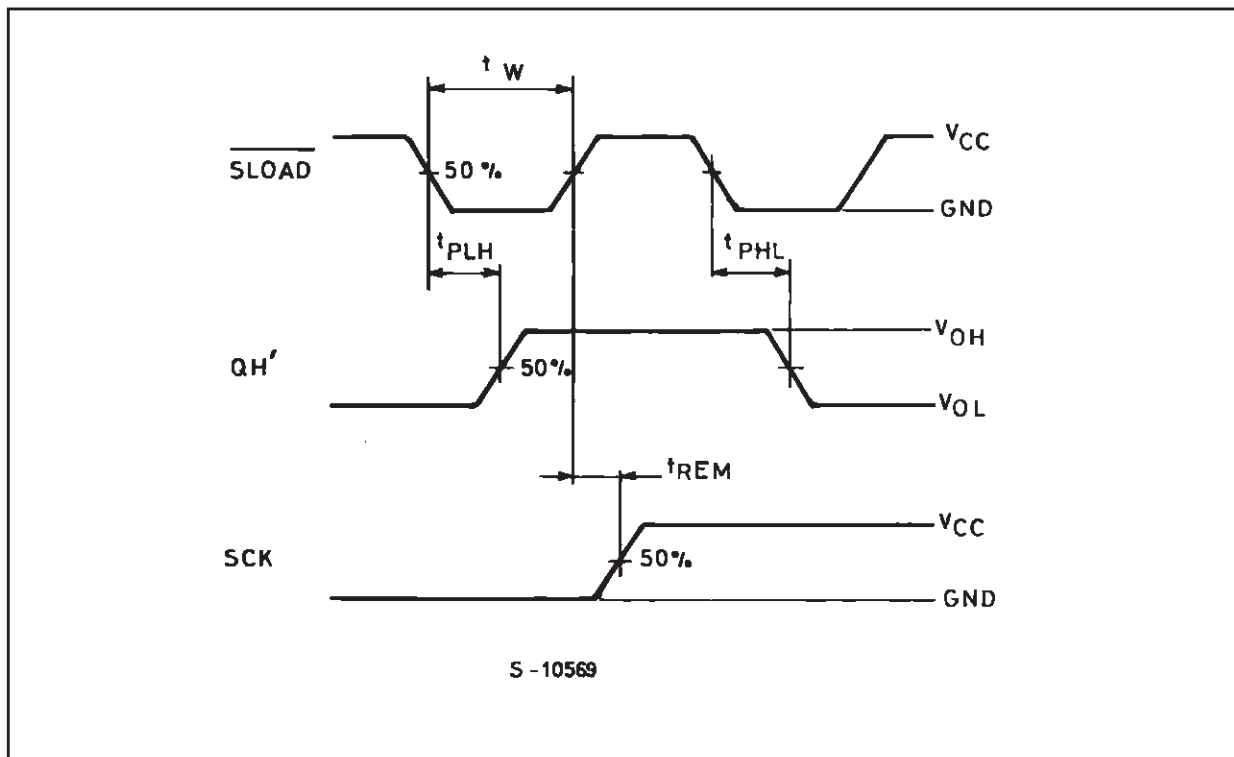 t W
V CC
SLOAD
50 %
GND
t PLH
t PHL
V OH
QH'
50%
V OL
t REM
V CC
SCK
50%
GND
S - 10569